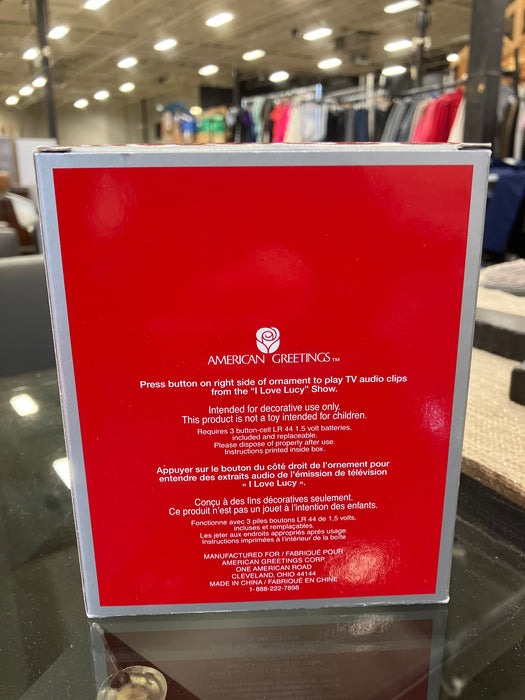 AMERICAN GREETINGS TM
Press button on right side of ornament to play TV audio clips
from the "I Love Lucy" Show.
Intended for decorative use only.
This product is not a toy intended for children.
Requires 3 button-cell LR 44 1.5 volt batteries,
included and replaceable.
Please dispose of properly after use.
Instructions printed inside box.
Appuyer sur le bouton du côté droit de l'ornement pour
entendre des extraits audio de l'émission de télévision
« I Love Lucy ».
Conçu à des fins décoratives seulement.
Ce produit n'est pas un jouet à l'intention des enfants.
Fonctionne avec 3 piles boutons LR 44 de 1,5 volts,
incluses et remplaçables.
Les jeter aux endroits appropriés après usage.
Instructions imprimées à l'intérieur de la boîte
MANUFACTURED FOR / FABRIQUÉ POUR
AMERICAN GREETINGS CORP.
ONE AMERICAN ROAD
CLEVELAND, OHIO 44144
MADE IN CHINA / FABRIQUÉ EN CHINE
1-888-222-7898